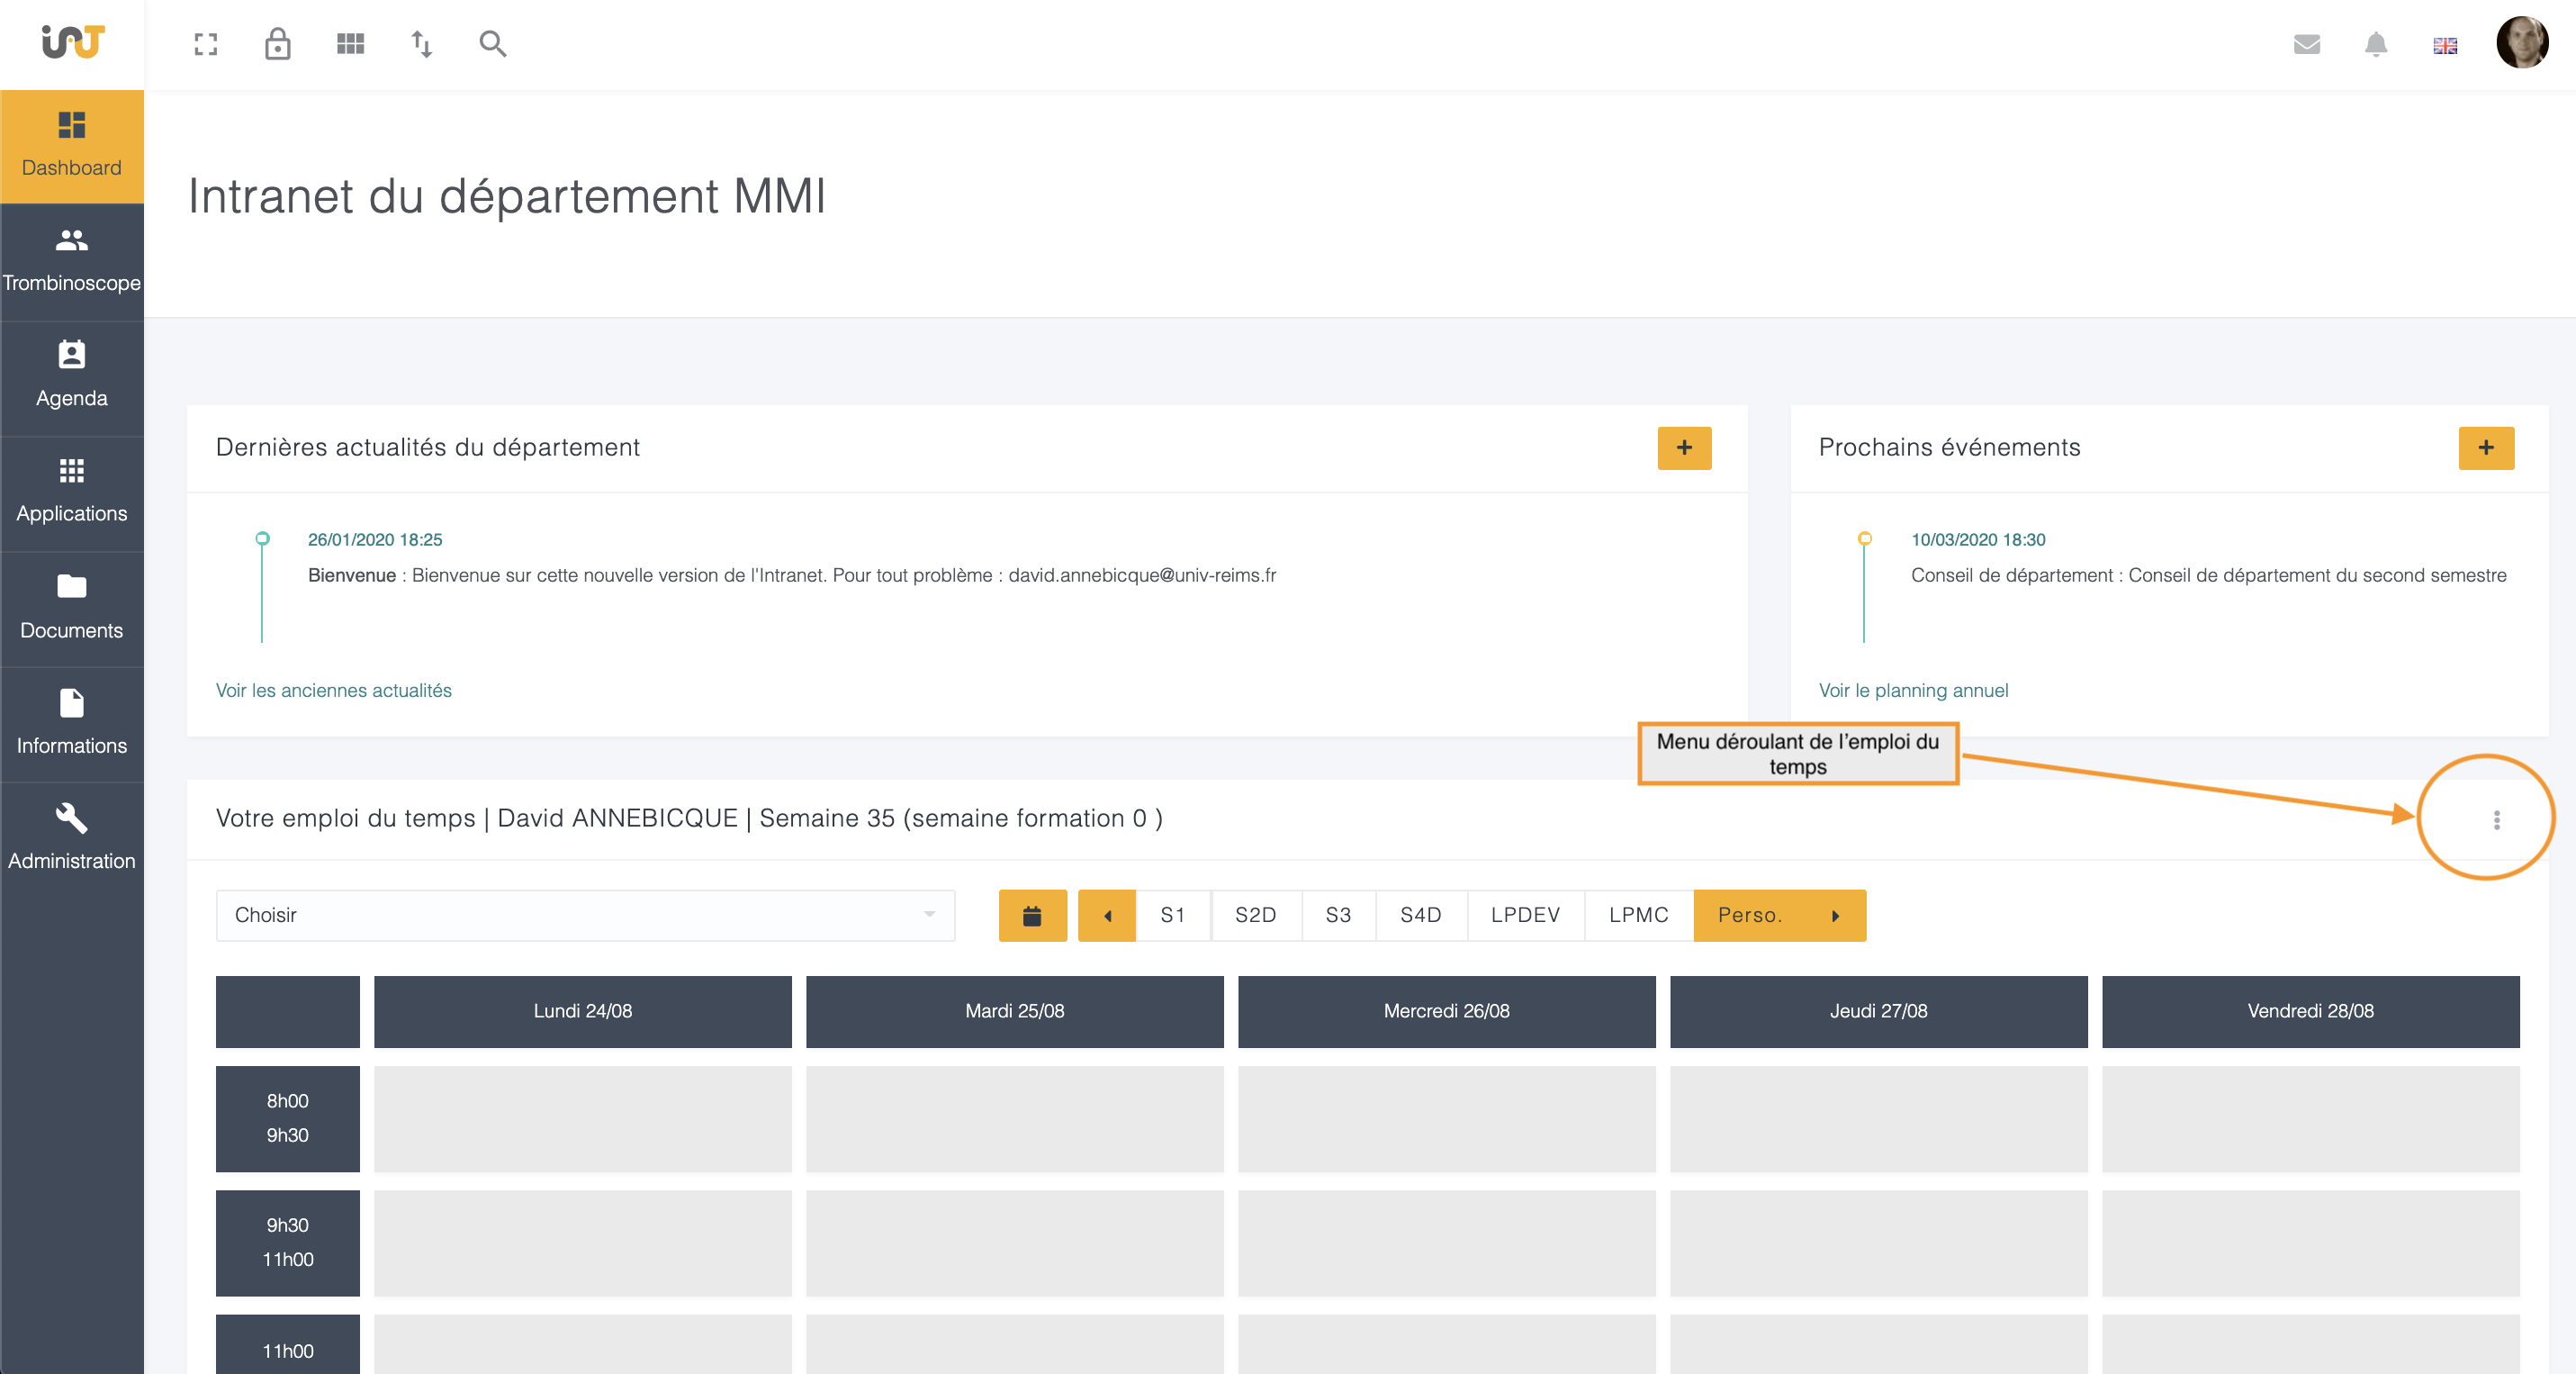 Dashboard
Trombinoscope
Agenda
Applications
Documents
Informations
Administration
Intranet du département MMI
Dernières actualités du département
+
26/01/2020 18:25
Bienvenue : Bienvenue sur cette nouvelle version de l'Intranet. Pour tout problème : david.annebicque@univ-reims.fr
Voir les anciennes actualités
Prochains événements
+
10/03/2020 18:30
Conseil de département : Conseil de département du second semestre
Voir le planning annuel
Menu déroulant de l’emploi du
temps
Votre emploi du temps | David ANNEBICQUE | Semaine 35 (semaine formation 0 )
Choisir
S1 S2D S3 S4D LPDEV LPMC Perso.
Lundi 24/08 Mardi 25/08 Mercredi 26/08 Jeudi 27/08 Vendredi 28/08
8h00
9h30
9h30
11h00
11h00